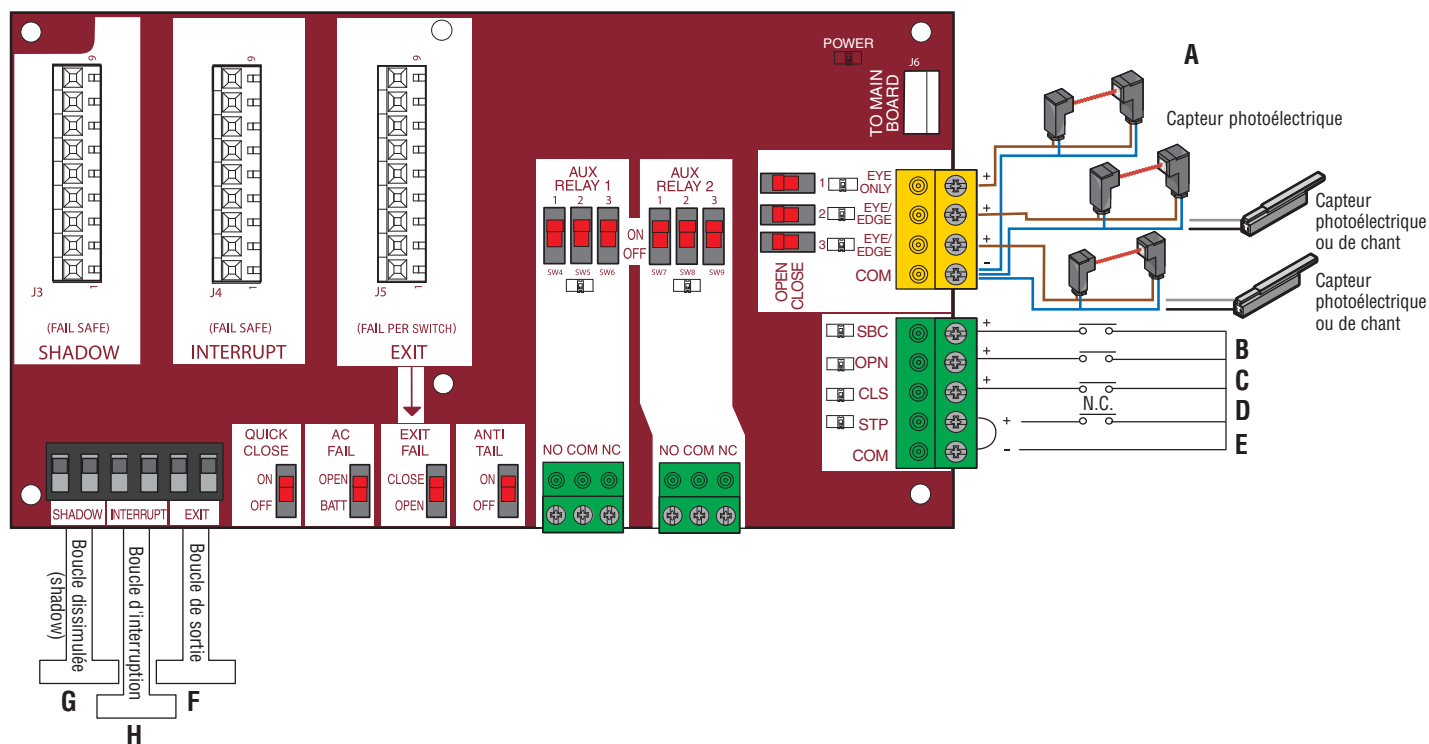 POWER
J6
TO MAIN
BOARD
A
Capteur photoélectrique
Capteur
photoélectrique
ou de chant
Capteur
photoélectrique
ou de chant
9
1
J3
(FAIL SAFE)
SHADOW
9
1
J4
(FAIL SAFE)
INTERRUPT
9
1
J5
(FAIL PER SWITCH)
EXIT
AUX
RELAY 1
1 2 3
SW4 SW5 SW6
ON
OFF
AUX
RELAY 2
1 2 3
SW7 SW8 SW9
1 EYE
ONLY
+
2 EYE/
EDGE
+
3 EYE/
EDGE
+
COM
-
OPEN
CLOSE
SBC
+
B
OPN
+
C
CLS
+
N.C.
D
STP
+
E
COM
-
QUICK
CLOSE
ON
OFF
AC
FAIL
OPEN
BATT
EXIT
FAIL
CLOSE
OPEN
ANTI
TAIL
ON
OFF
NO COM NC
NO COM NC
SHADOW
INTERRUPT
EXIT
Boucle dissimulée
(shadow)
Boucle d'interruption
Boucle de sortie
G
H
F